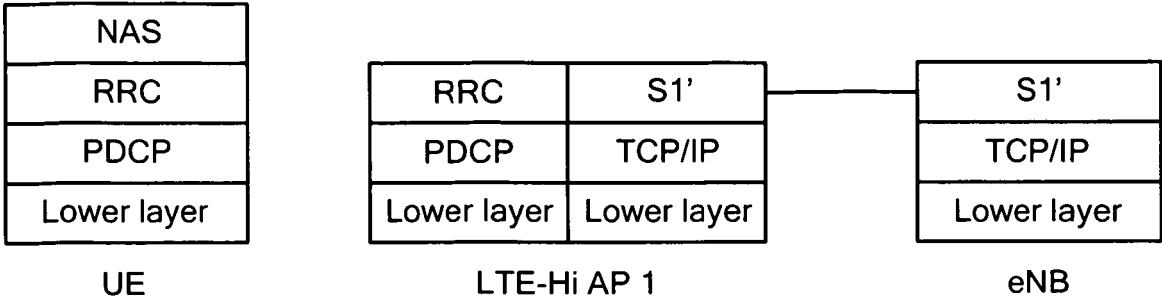 NAS
RRC
PDCP
Lower layer
UE
RRC S1'
PDCP TCP/IP
Lower layer Lower layer
LTE-Hi AP 1
S1'
TCP/IP
Lower layer
eNB